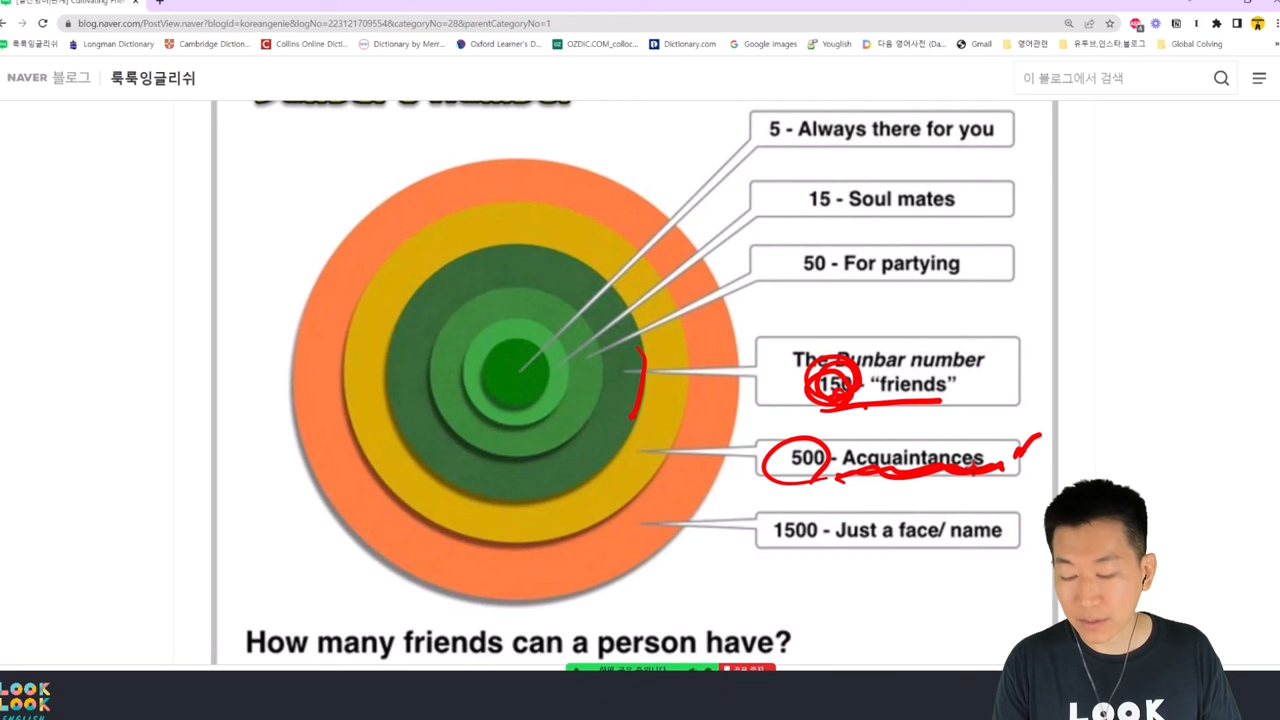 blog.naver.com/PostView.naver?blogId=koreangenie&logNo=223121709554&categoryNo=28&parentCategoryNo=1
룩룩잉글리쉬 Longman Dictionary Cambridge Diction... Collins Online Dicti... Dictionary by Merr... Oxford Learner's D... OZDIC.COM_colloc... Dictionary.com Google Images Youglish 다음 영어사전 (Da... Gmail 영어관련 유투브,인스타,블로그 Global Colving
NAVER 블로그 룩룩잉글리쉬 이 블로그에서 검색
5 - Always there for you
15 - Soul mates
50 - For partying
The Dunbar number
150 - “friends”
500 - Acquaintances
1500 - Just a face/ name
How many friends can a person have?
LOOK
LOOK
ENGLISH
LOOK